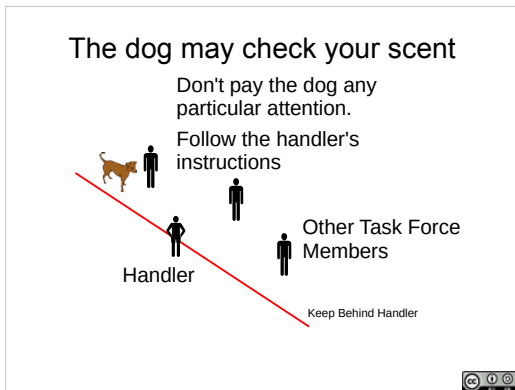 The dog may check your scent
Don't pay the dog any
particular attention.
Follow the handler's
instructions
Other Task Force
Members
Handler
Keep Behind Handler